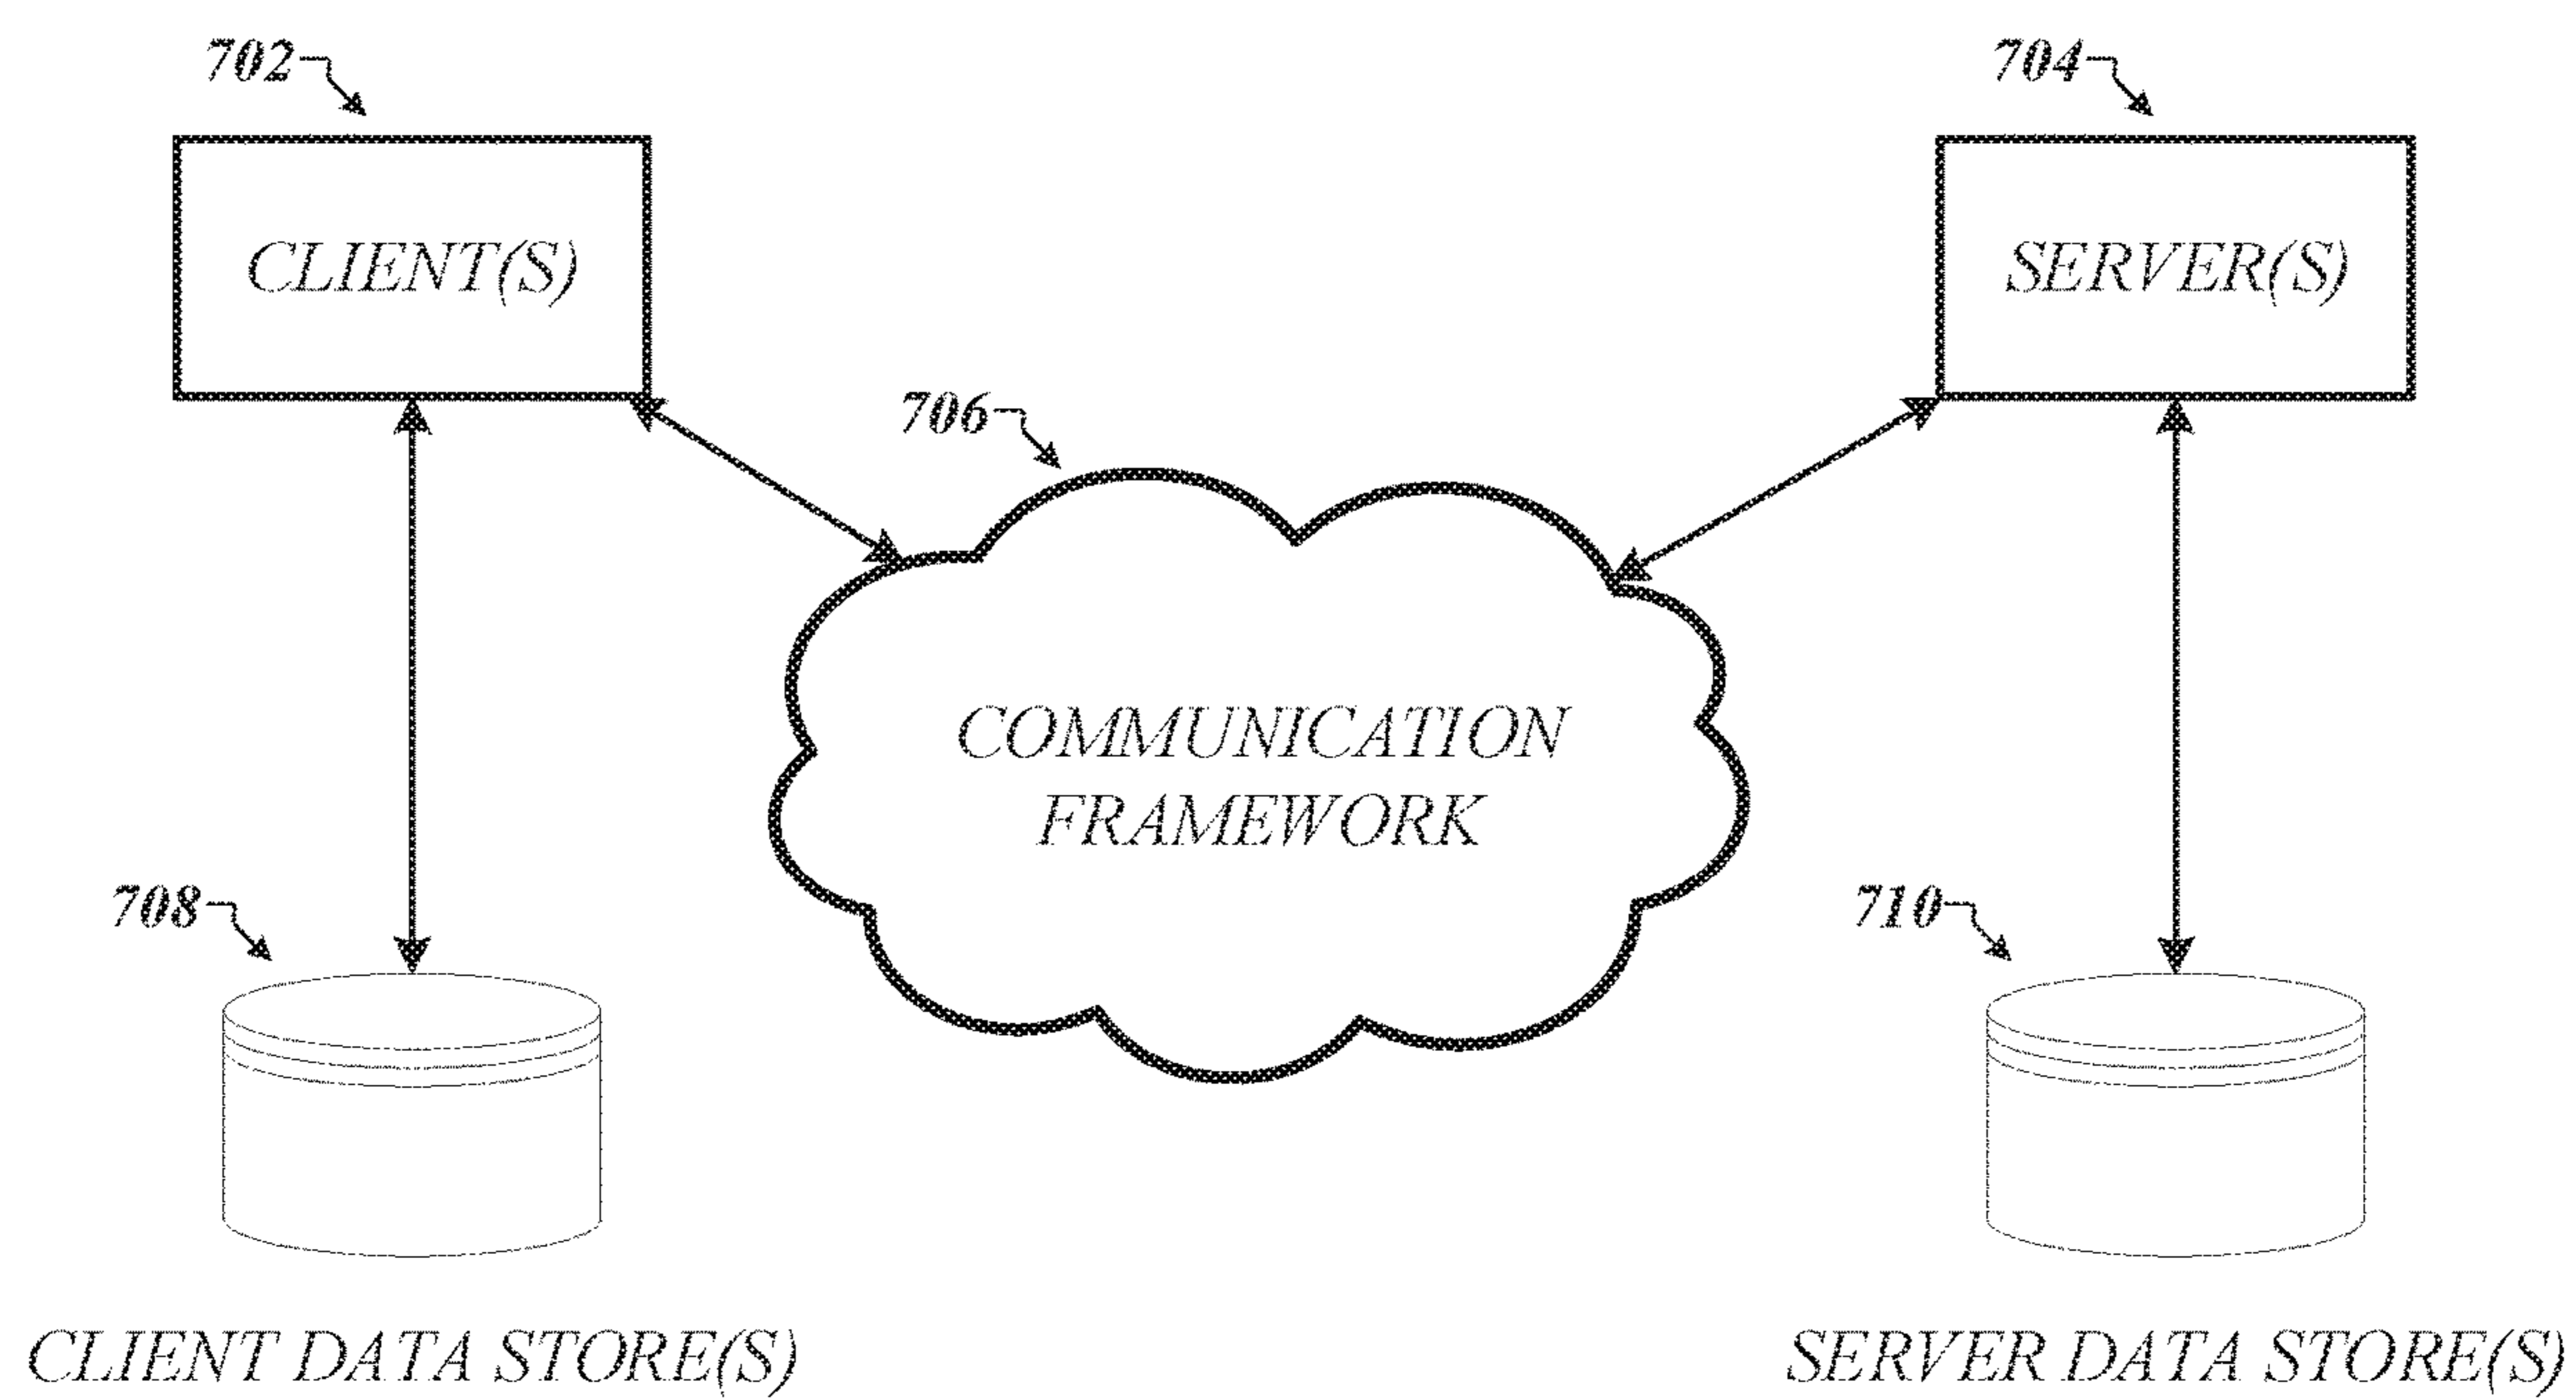 702
704
CLIENT(S)
SERVER(S)
706
COMMUNICATION
FRAMEWORK
708
710
CLIENT DATA STORE(S)
SERVER DATA STORE(S)